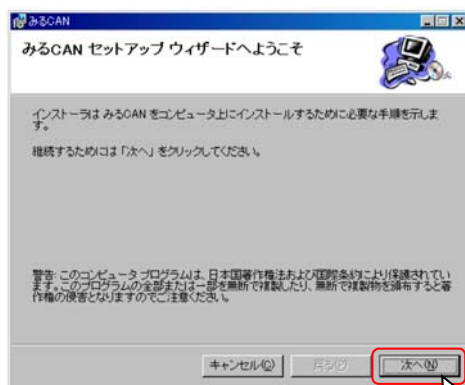 みるCAN
みるCAN セットアップ ウィザードへようこそ
インストーラは みるCAN をコンピュータ上にインストールするために必要な手順を示しま
す。
継続するためには「次へ」をクリックしてください。
警告: このコンピュータ プログラムは、日本国著作権法および国際条約により保護されてい
ます。このプログラムの全部または一部を無断で複製したり、無断で複製物を頒布すると著
作権の侵害となりますのでご注意ください。
キャンセル(C) 戻る(P) 次へ(N)